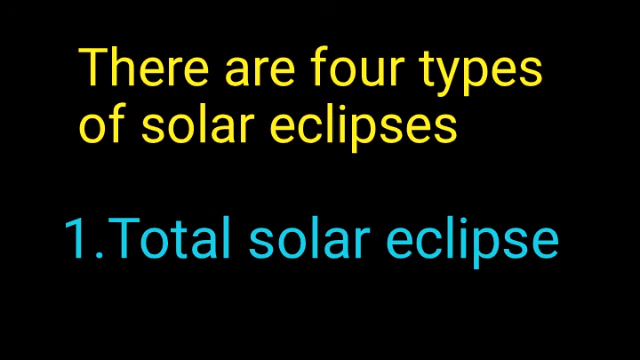 There are four types
of solar eclipses
1.Total solar eclipse